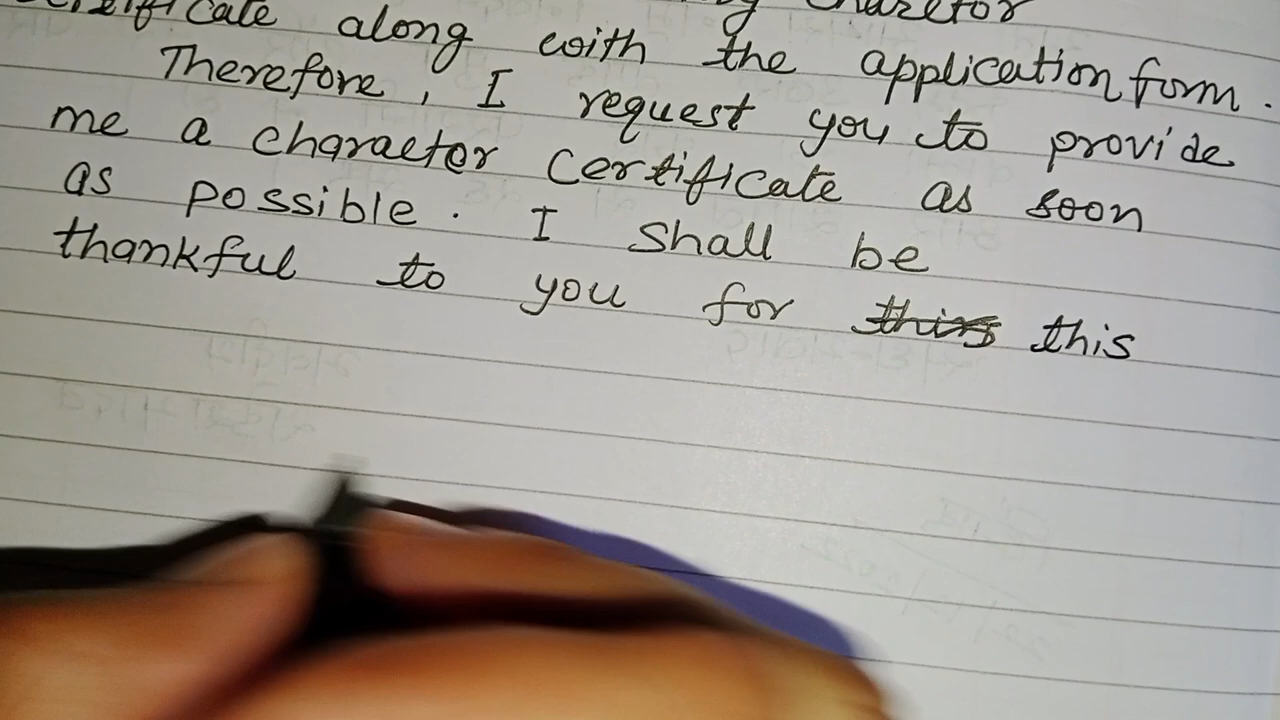 certificate along with the application form.
Therefore, I request you to provide
me a charactor certificate as soon
as possible. I shall be
thankful to you for this this